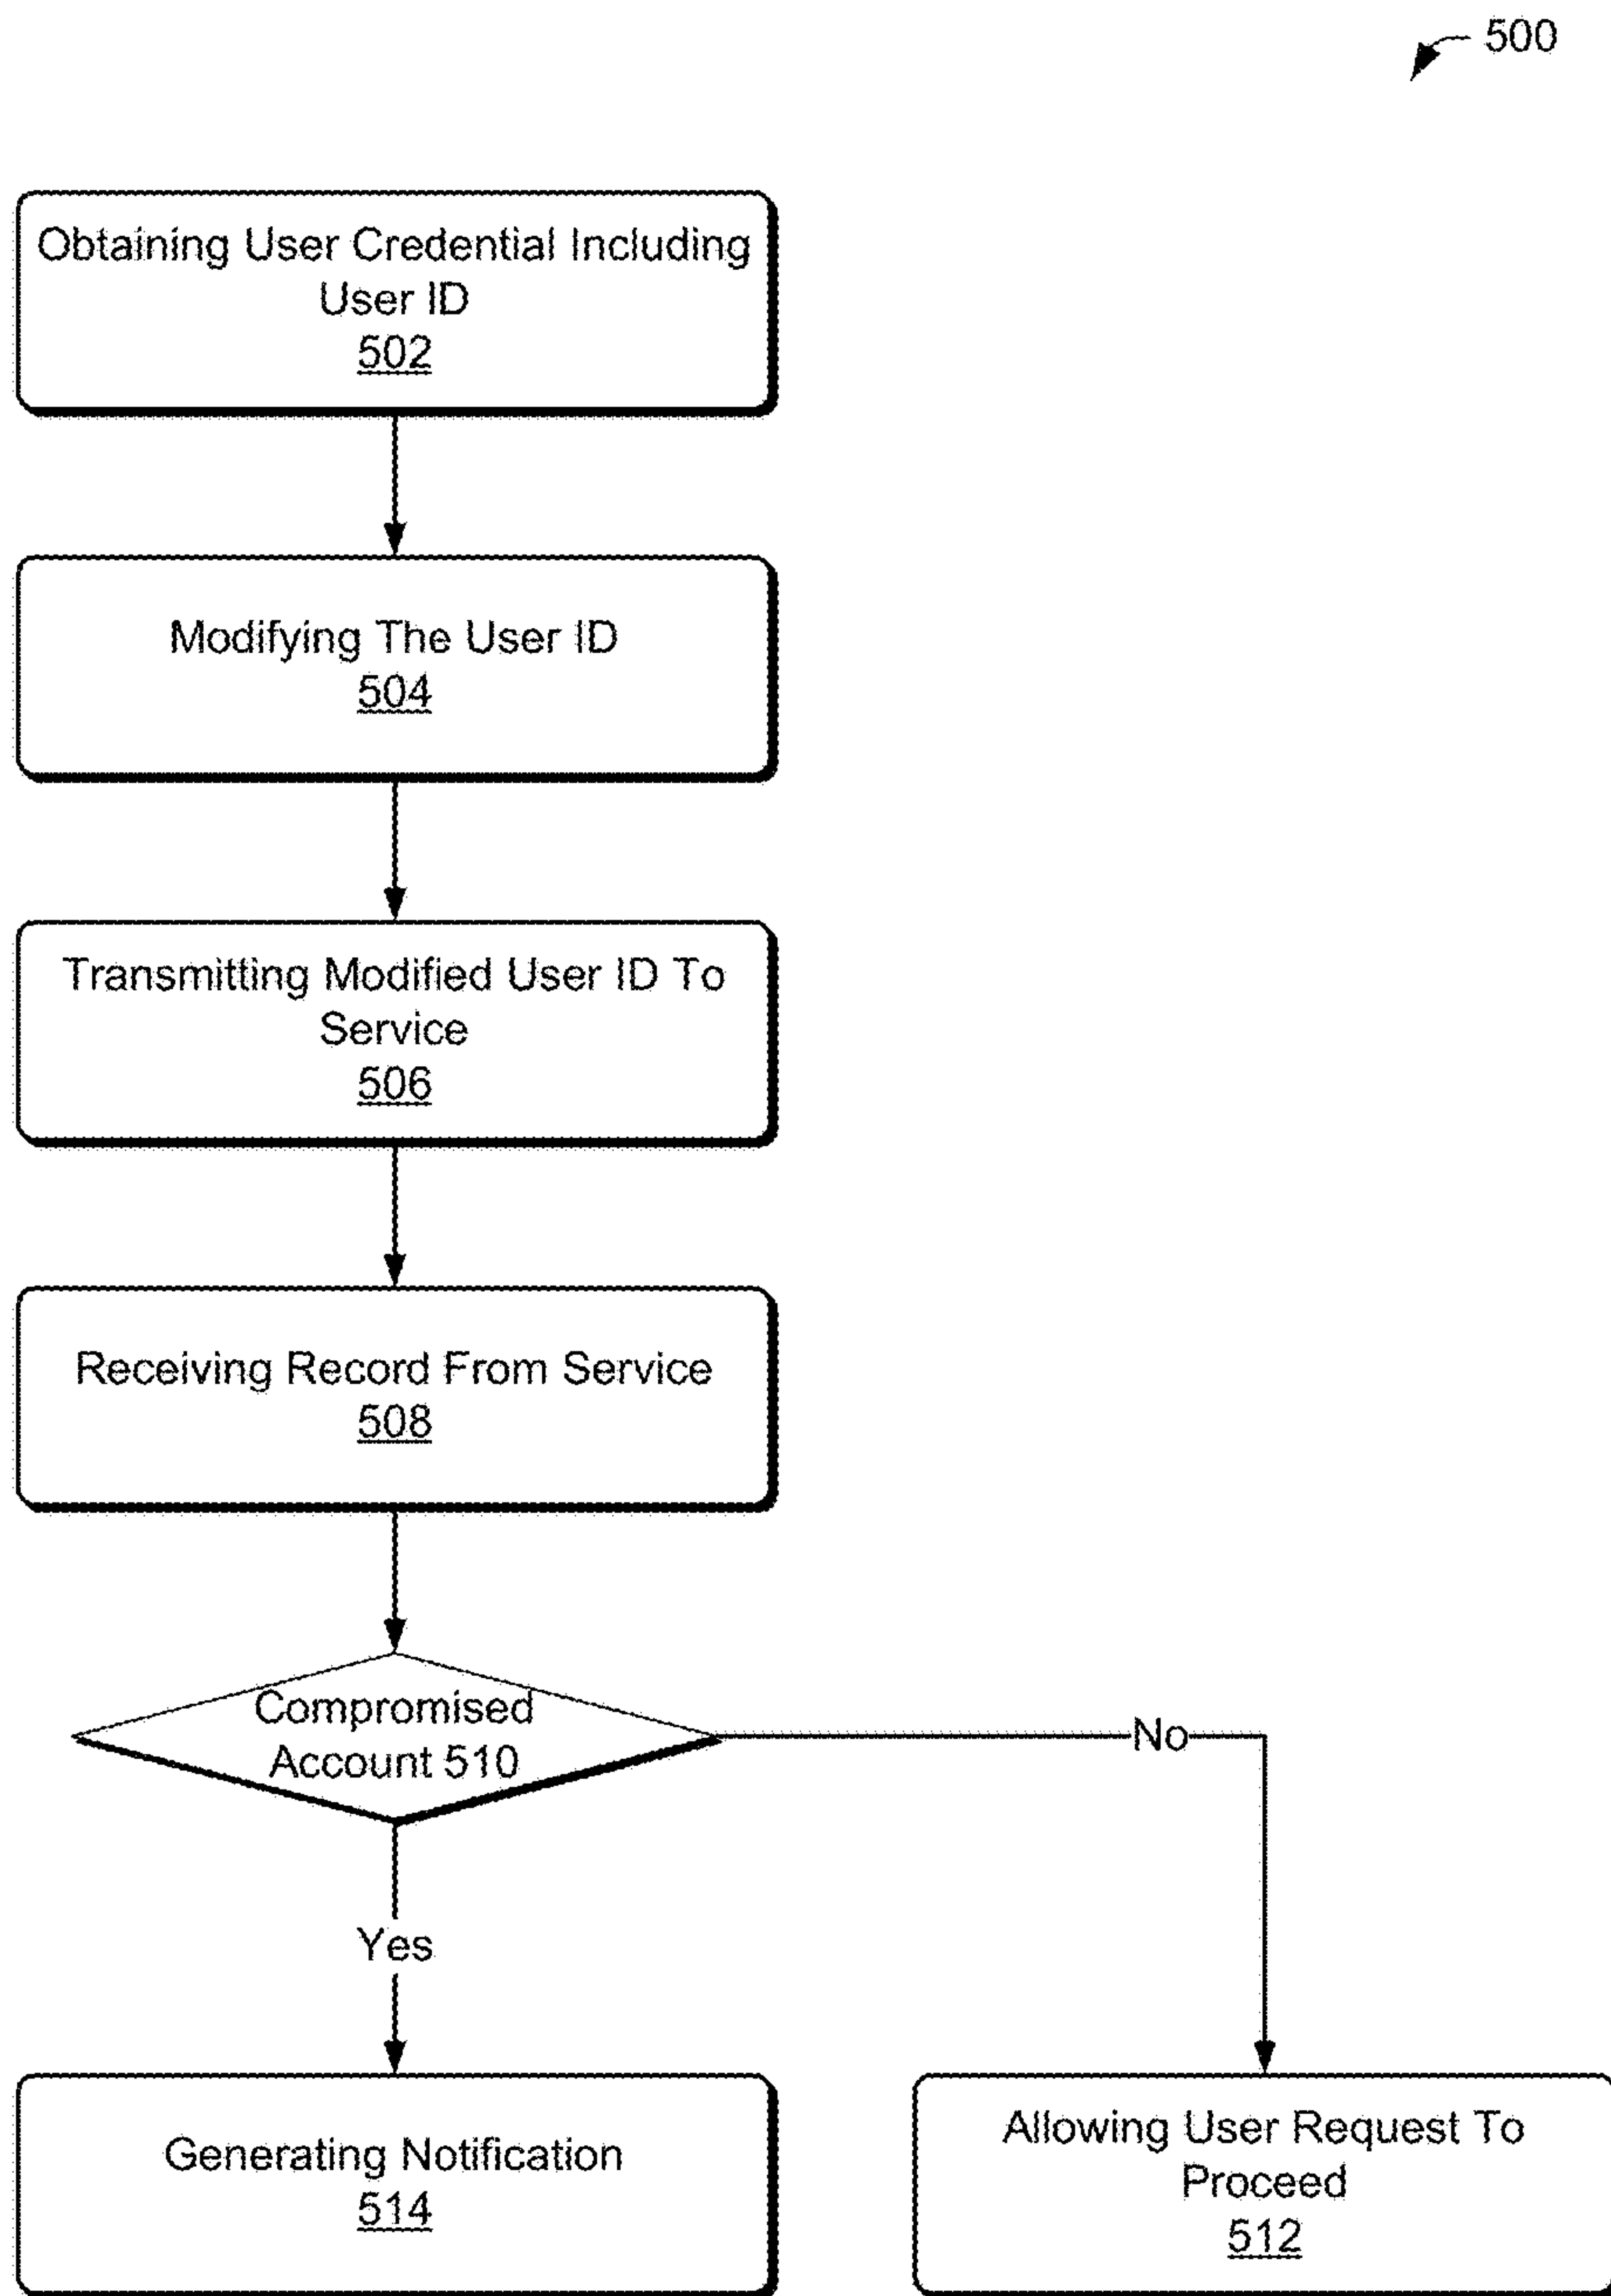 500
Obtaining User Credential Including
User ID
502
Modifying The User ID
504
Transmitting Modified User ID To
Service
506
Receiving Record From Service
508
Compromised
Account 510
No
Yes
Generating Notification
514
Allowing User Request To
Proceed
512